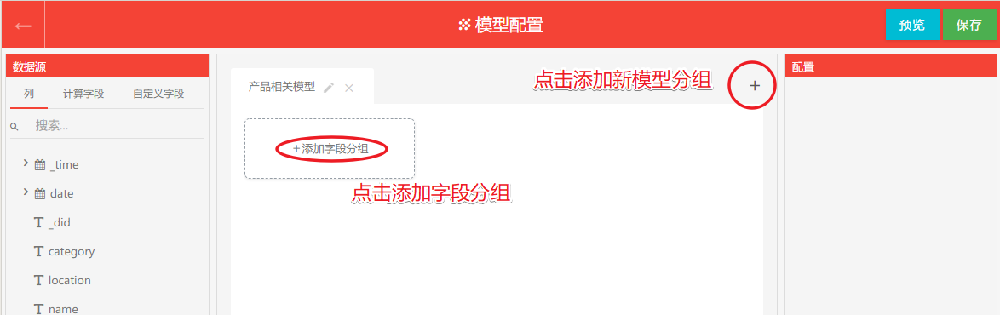 模型配置
预览
保存
数据源
列
计算字段
自定义字段
搜索...
_time
date
_did
category
location
name
产品相关模型
点击添加新模型分组
+
+添加字段分组
点击添加字段分组
配置